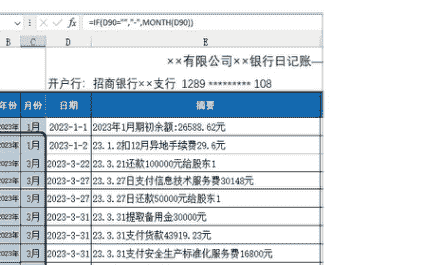 fx =IF(D90="","-",MONTH(D90))
B C D E
××有限公司××银行日记账—
开户行: 招商银行××支行 1289 ********* 108
年份 月份 日期 摘要
2023年 1月 2023-1-1 2023年1月期初余额:26588.62元
2023年 1月 2023-1-2 23.1.2扣12月异地手续费29.6元
2023年 3月 2023-3-22 23.3.21还款100000元给股东1
2023年 3月 2023-3-27 23.3.27日支付信息技术服务费30148元
2023年 3月 2023-3-27 23.3.27日还款50000元给股东1
2023年 3月 2023-3-31 23.3.31提取备用金30000元
2023年 3月 2023-3-31 23.3.31支付货款43919.23元
2023年 3月 2023-3-31 23.3.31支付安全生产标准化服务费16800元